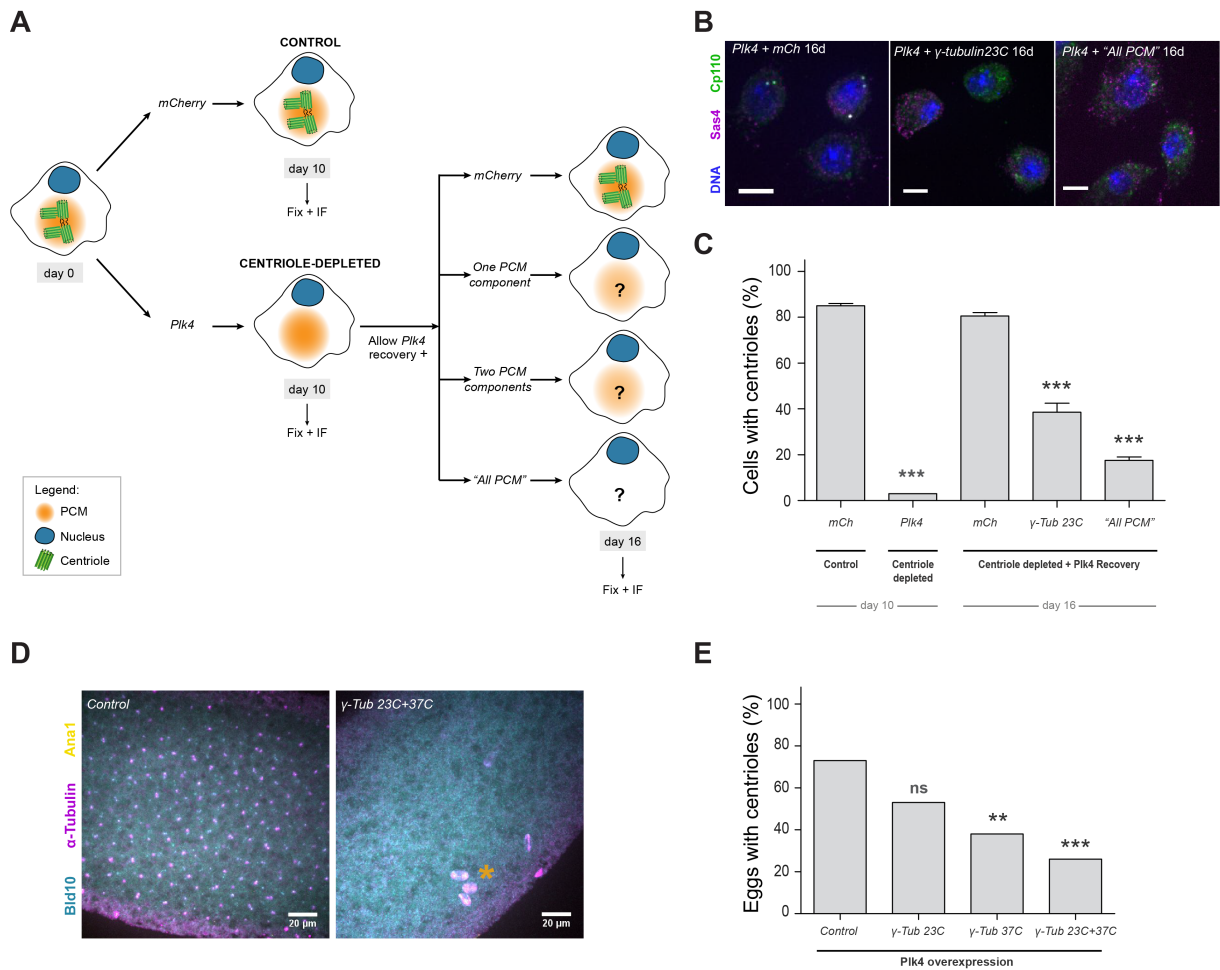 A
CONTROL
mCherry
day 10
Fix + IF
day 0
CENTRIOLE-DEPLETED
Plk4
day 10
Fix + IF
Allow Plk4
recovery +
mCherry
One PCM
component
?
Two PCM
components
?
“All PCM”
?
day 16
Fix + IF
Legend:
PCM
Nucleus
Centriole
B
DNA Sas4 Cp110
Plk4 + mCh 16d
Plk4 + γ-tubulin23C 16d
Plk4 + “All PCM” 16d
C
Cells with centrioles (%)
100
80
60
40
20
0
***
***
***
mCh
Plk4
mCh
γ-Tub 23C
“All PCM”
Control
Centriole
depleted
Centriole depleted + Plk4 Recovery
day 10
day 16
D
Bld10 α-Tubulin Ana1
Control
20 μm
γ-Tub 23C+37C
*
20 μm
E
Eggs with centrioles (%)
100
80
60
40
20
0
ns
**
***
Control
γ-Tub 23C
γ-Tub 37C
γ-Tub 23C+37C
Plk4 overexpression